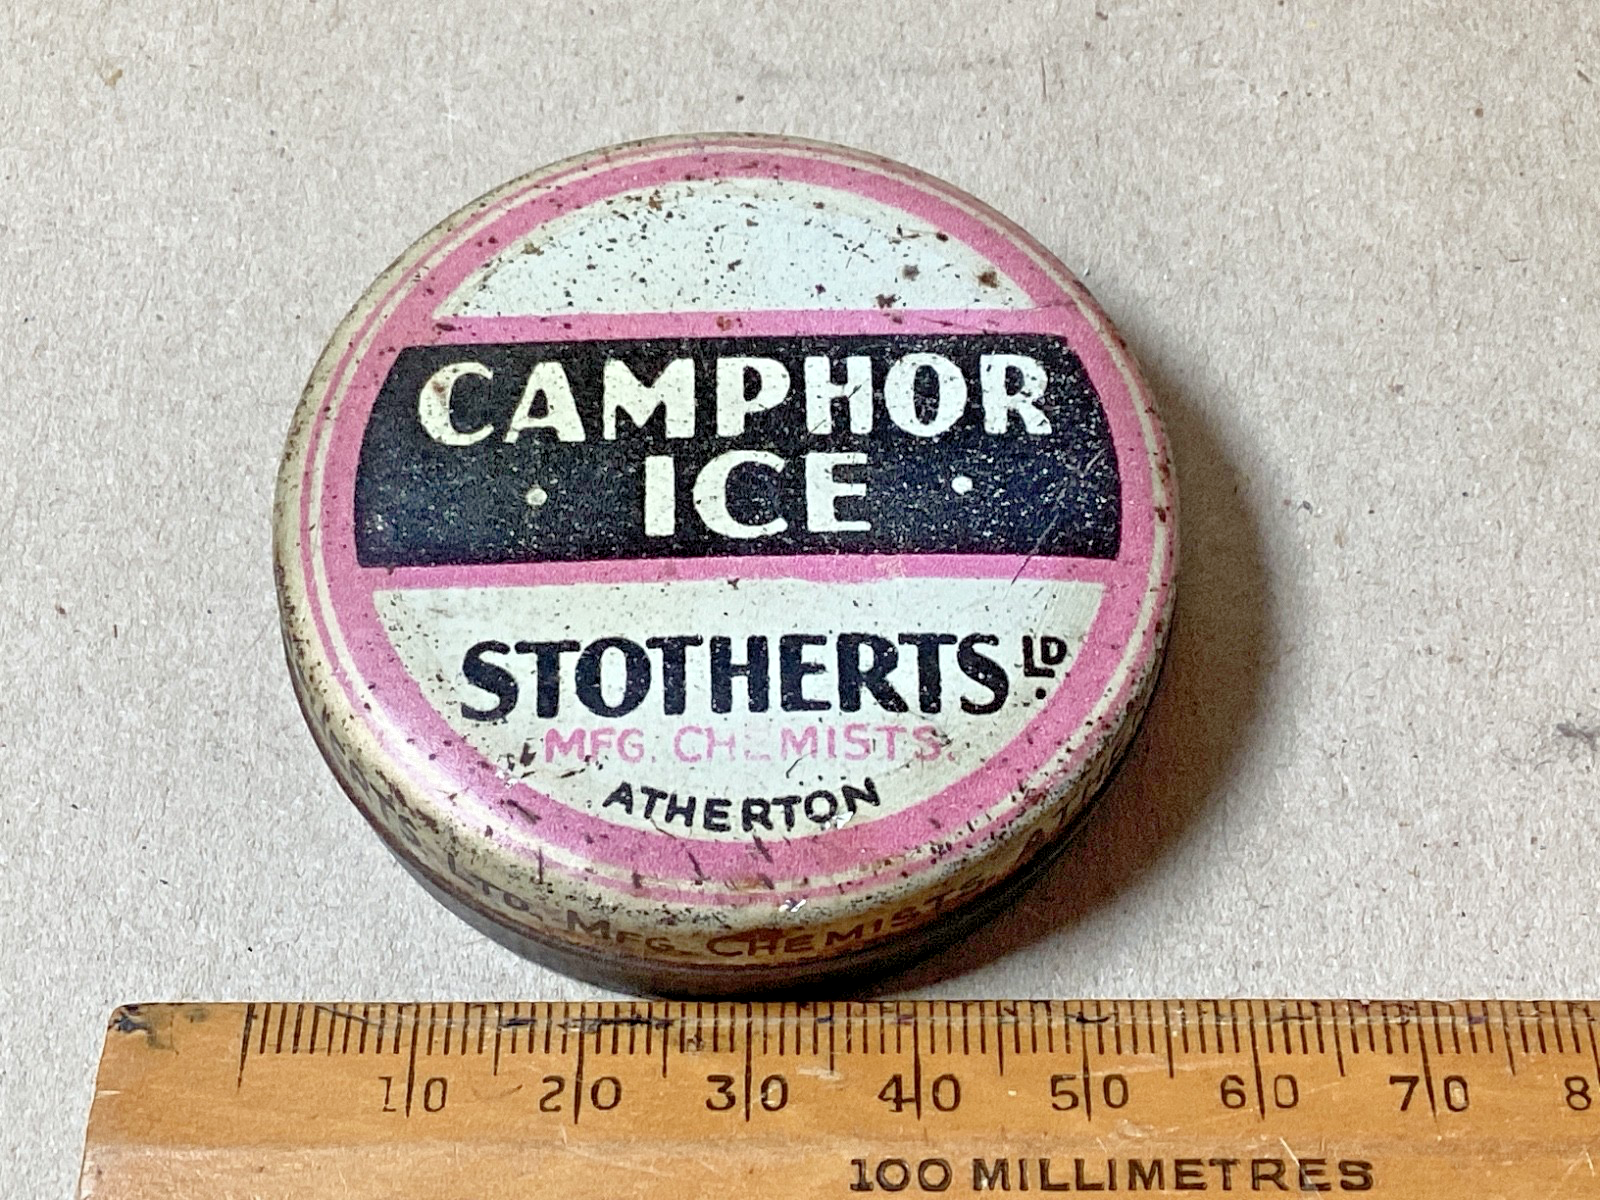 CAMPHOR
ICE
STOTHERTS LD.
MFG. CHEMISTS.
ATHERTON
LTD. MFG. CHEMISTS
10 20 30 40 50 60 70 8
100 MILLIMETRES